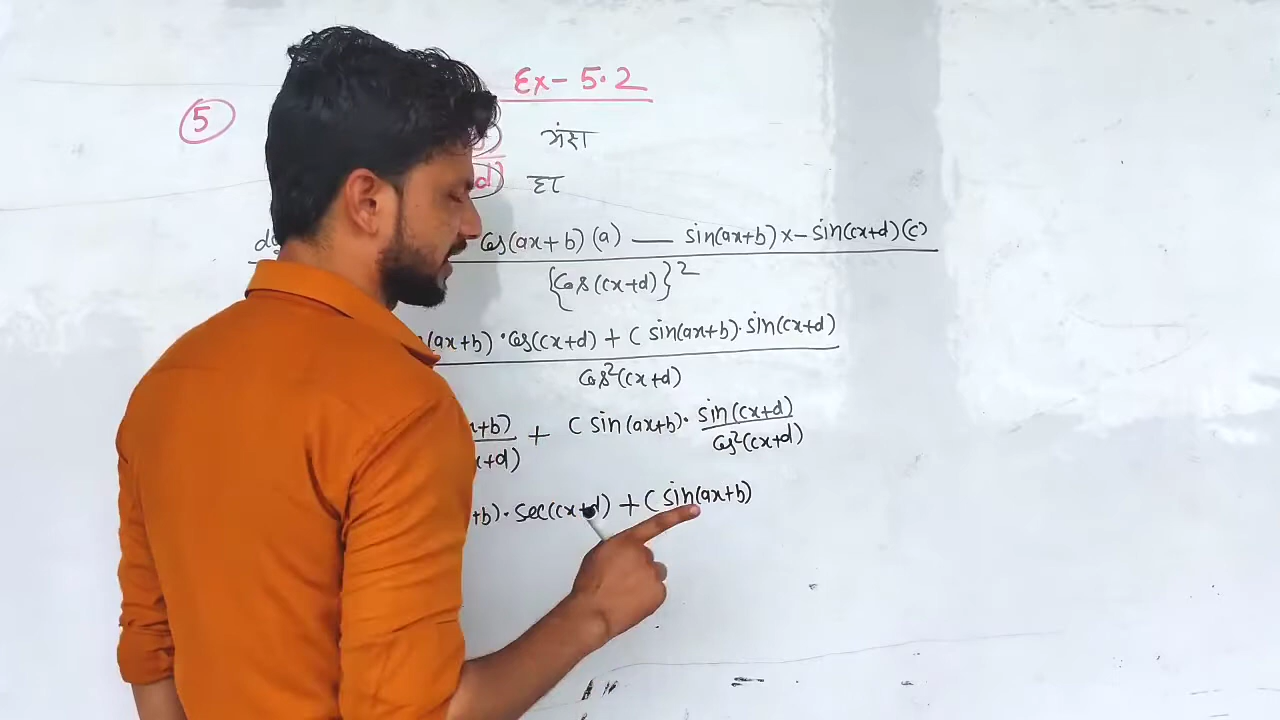 Ex- 5.2
5
अंश
d)
हर
cos(ax+b)(a) — sin(ax+b)x-sin(cx+d)(c)
{cos(cx+d)}²
(ax+b)·cos(cx+d) + c sin(ax+b)·sin(cx+d)
cos²(cx+d)
+b) + c sin(ax+b)· sin(cx+d)
x+d) cos²(cx+d)
+b)· sec(cx+d) + c sin(ax+b)